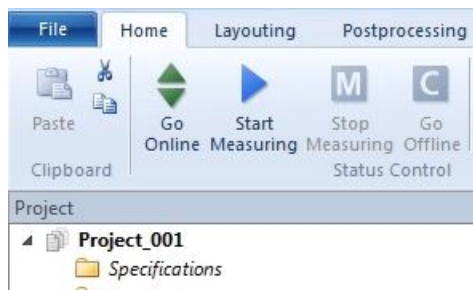 File Home Layouting Postprocessing
Paste
Go Online
Start Measuring
M
Stop Measuring
C
Go Offline
Clipboard Status Control
Project
Project_001
Specifications